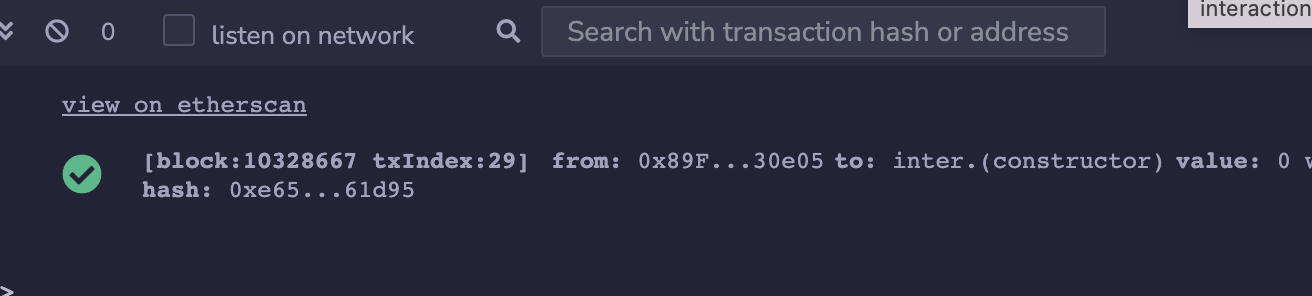 interaction
0 listen on network Search with transaction hash or address
view on etherscan
[block:10328667 txIndex:29] from: 0x89F...30e05 to: inter.(constructor) value: 0
hash: 0xe65...61d95
>